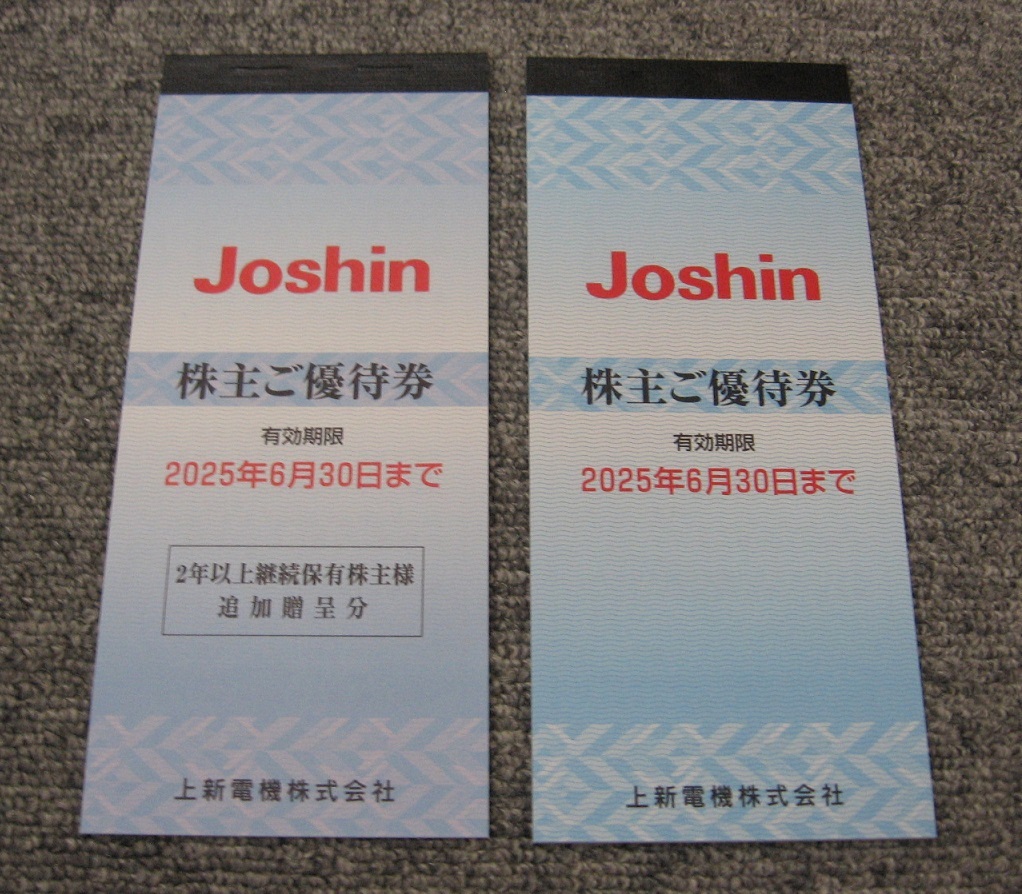 Joshin
株主ご優待券
有効期限
2025年6月30日まで
2年以上継続保有株主様
追加贈呈分
上新電機株式会社
Joshin
株主ご優待券
有効期限
2025年6月30日まで
上新電機株式会社